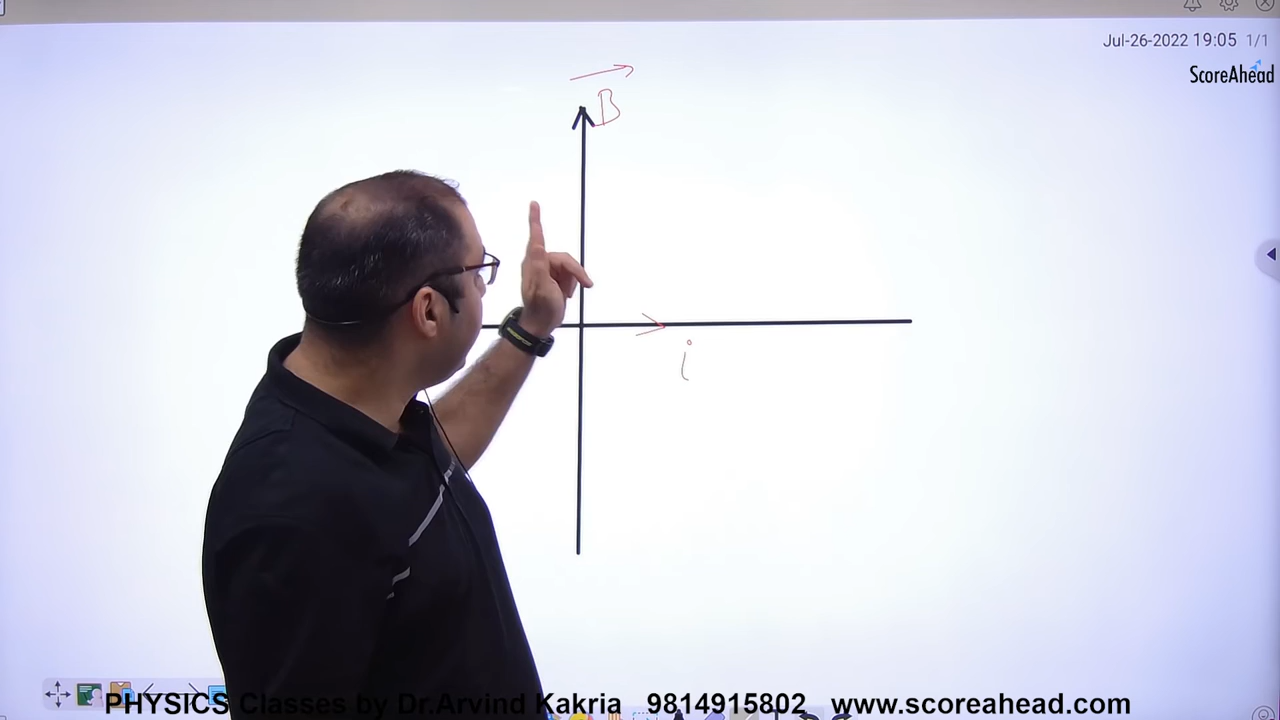 Jul-26-2022 19:05 1/1
ScoreAhead
B
i
PHYSICS Classes by Dr.Arvind Kakria 9814915802 www.scoreahead.com